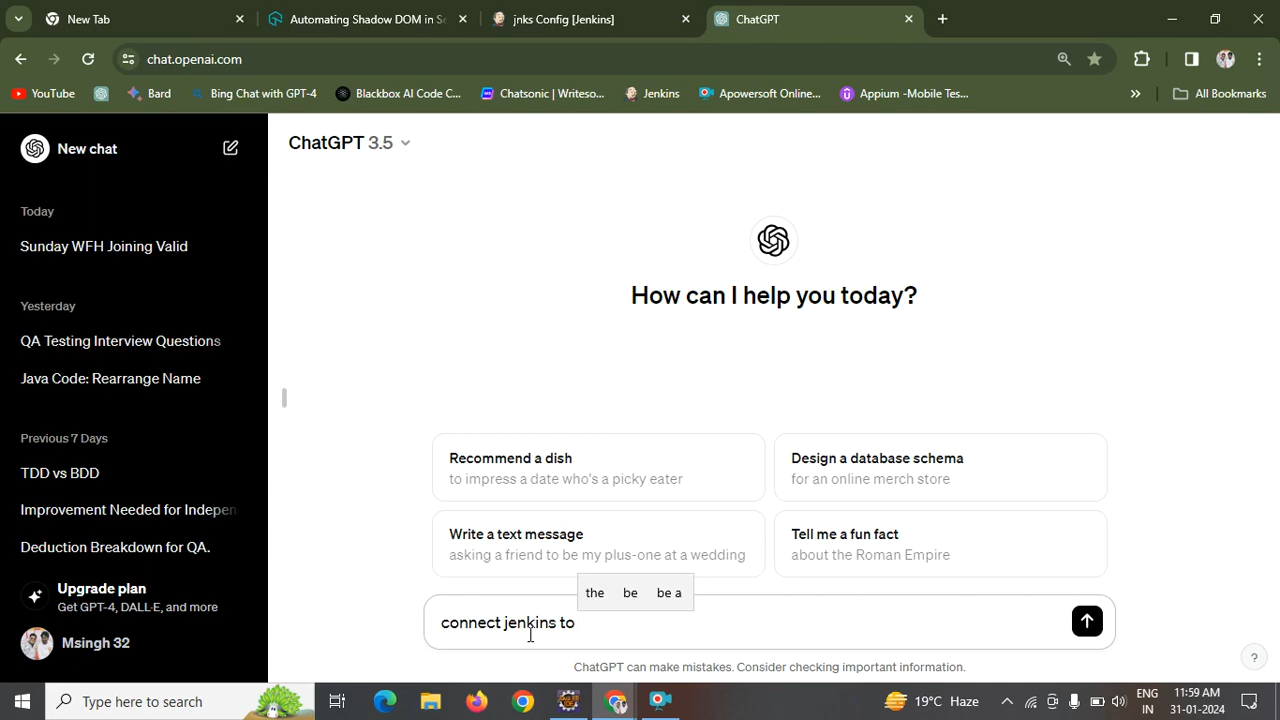 New Tab
Automating Shadow DOM in Se
jnks Config [Jenkins]
ChatGPT
chat.openai.com
YouTube
Bard
Bing Chat with GPT-4
Blackbox AI Code C...
Chatsonic | Writeso...
Jenkins
Apowersoft Online...
Appium -Mobile Tes...
»
All Bookmarks
New chat
ChatGPT 3.5
Today
Sunday WFH Joining Valid
Yesterday
QA Testing Interview Questions
Java Code: Rearrange Name
Previous 7 Days
TDD vs BDD
Improvement Needed for Indepen
Deduction Breakdown for QA.
Upgrade plan
Get GPT-4, DALL·E, and more
Msingh 32
How can I help you today?
Recommend a dish
to impress a date who's a picky eater
Design a database schema
for an online merch store
Write a text message
asking a friend to be my plus-one at a wedding
Tell me a fun fact
about the Roman Empire
the be be a
connect jenkins to
ChatGPT can make mistakes. Consider checking important information.
?
Type here to search
19°C Haze
ENG
IN
11:59 AM
31-01-2024